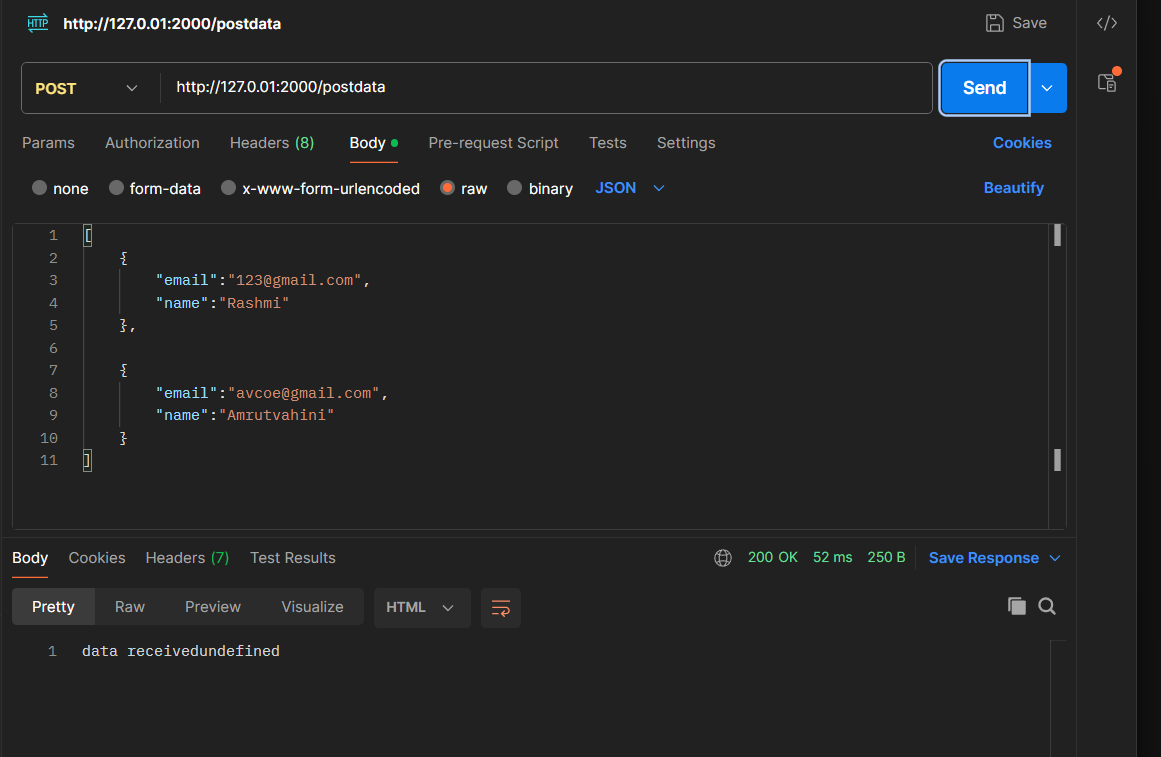 HTTP http://127.0.01:2000/postdata Save </>
POST http://127.0.01:2000/postdata Send
Params Authorization Headers (8) Body Pre-request Script Tests Settings Cookies
none form-data x-www-form-urlencoded raw binary JSON Beautify
1 [
2 {
3 "email":"123@gmail.com",
4 "name":"Rashmi"
5 },
6
7 {
8 "email":"avcoe@gmail.com",
9 "name":"Amrutvahini"
10 }
11 ]
Body Cookies Headers (7) Test Results 200 OK 52 ms 250 B Save Response
Pretty Raw Preview Visualize HTML
1 data receivedundefined